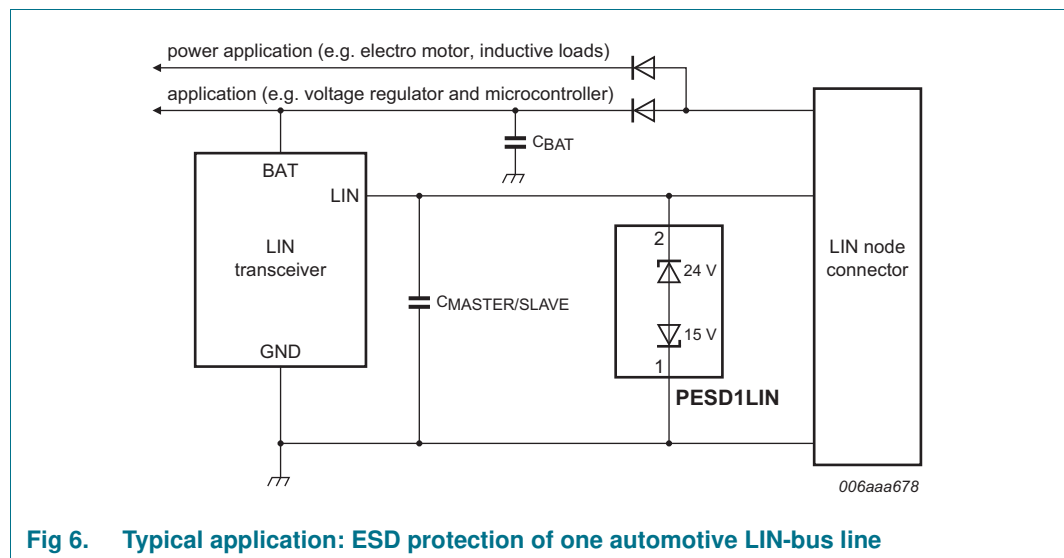 power application (e.g. electro motor, inductive loads)
application (e.g. voltage regulator and microcontroller)
CBAT
BAT
LIN
LIN
transceiver
GND
CMASTER/SLAVE
2
24 V
15 V
1
PESD1LIN
LIN node
connector
006aaa678
Fig 6. Typical application: ESD protection of one automotive LIN-bus line